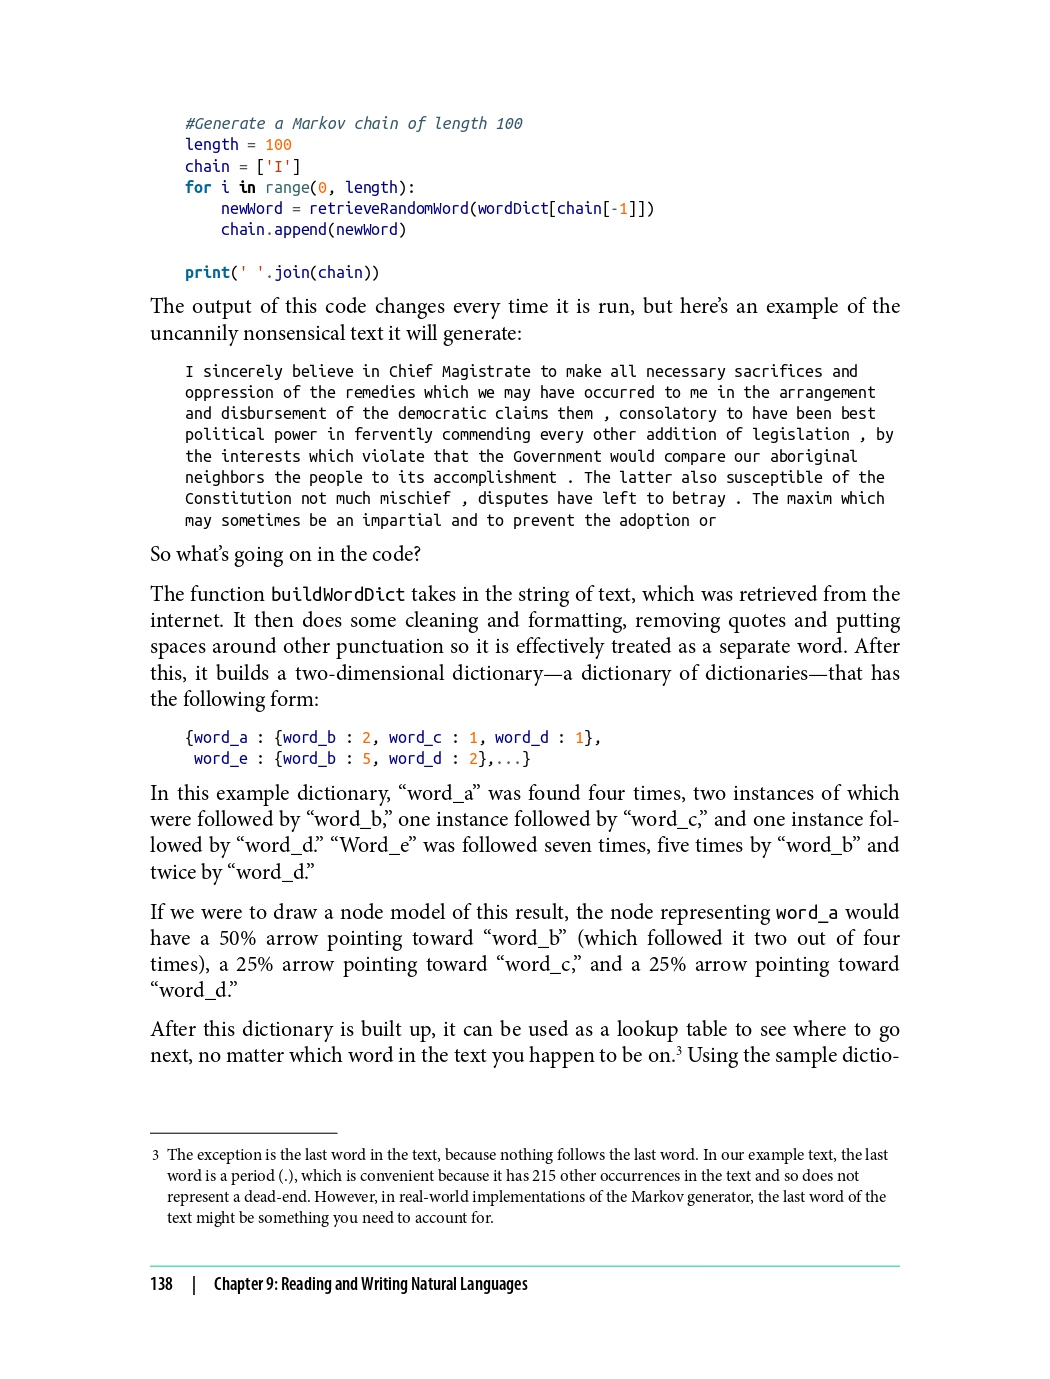 #Generate a Markov chain of length 100
length = 100
chain = ['I']
for i in range(0, length):
    newWord = retrieveRandomWord(wordDict[chain[-1]])
    chain.append(newWord)

print(' '.join(chain))
The output of this code changes every time it is run, but here’s an example of the
uncannily nonsensical text it will generate:
I sincerely believe in Chief Magistrate to make all necessary sacrifices and
oppression of the remedies which we may have occurred to me in the arrangement
and disbursement of the democratic claims them , consolatory to have been best
political power in fervently commending every other addition of legislation , by
the interests which violate that the Government would compare our aboriginal
neighbors the people to its accomplishment . The latter also susceptible of the
Constitution not much mischief , disputes have left to betray . The maxim which
may sometimes be an impartial and to prevent the adoption or
So what’s going on in the code?
The function buildWordDict takes in the string of text, which was retrieved from the
internet. It then does some cleaning and formatting, removing quotes and putting
spaces around other punctuation so it is effectively treated as a separate word. After
this, it builds a two-dimensional dictionary—a dictionary of dictionaries—that has
the following form:
{word_a : {word_b : 2, word_c : 1, word_d : 1},
 word_e : {word_b : 5, word_d : 2},...}
In this example dictionary, “word_a” was found four times, two instances of which
were followed by “word_b,” one instance followed by “word_c,” and one instance fol-
lowed by “word_d.” “Word_e” was followed seven times, five times by “word_b” and
twice by “word_d.”
If we were to draw a node model of this result, the node representing word_a would
have a 50% arrow pointing toward “word_b” (which followed it two out of four
times), a 25% arrow pointing toward “word_c,” and a 25% arrow pointing toward
“word_d.”
After this dictionary is built up, it can be used as a lookup table to see where to go
next, no matter which word in the text you happen to be on.3 Using the sample dictio-
3 The exception is the last word in the text, because nothing follows the last word. In our example text, the last
word is a period (.), which is convenient because it has 215 other occurrences in the text and so does not
represent a dead-end. However, in real-world implementations of the Markov generator, the last word of the
text might be something you need to account for.
138 | Chapter 9: Reading and Writing Natural Languages